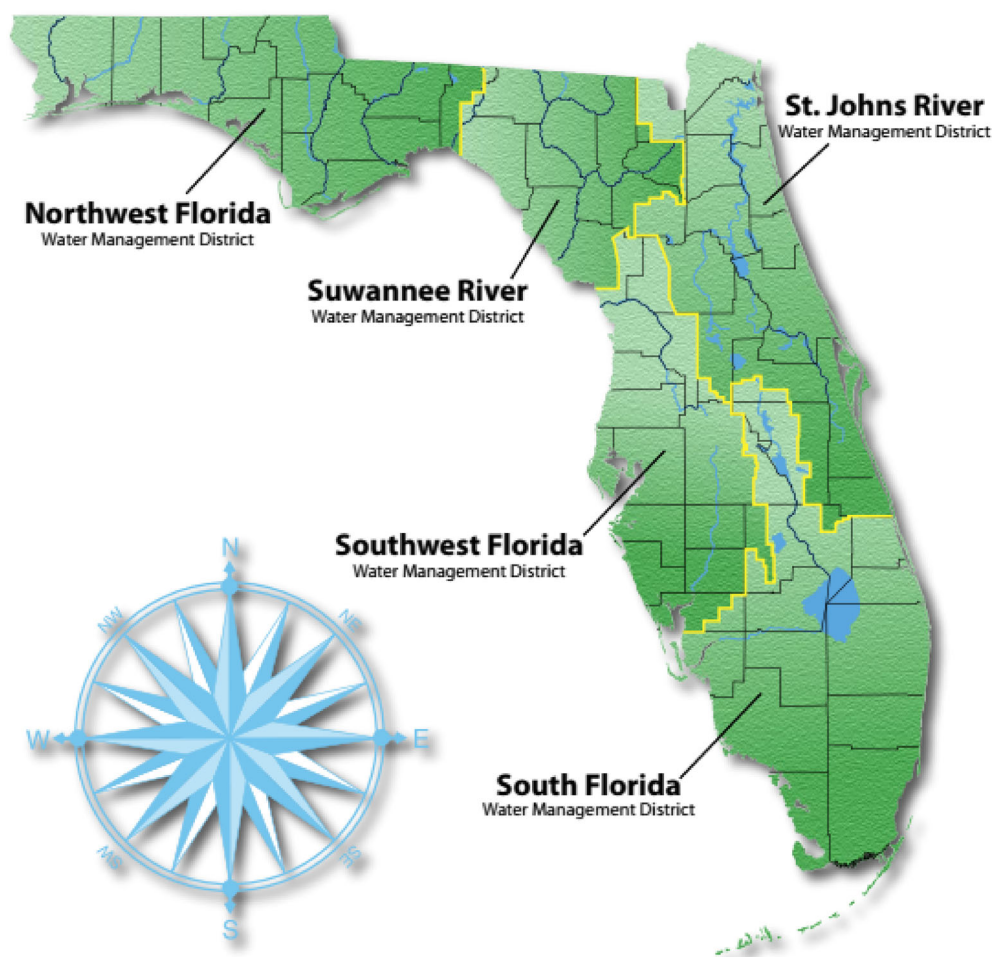 St. Johns River
Water Management District
Northwest Florida
Water Management District
Suwannee River
Water Management District
Southwest Florida
Water Management District
South Florida
Water Management District
N
NW
NE
W
E
SW
SE
S